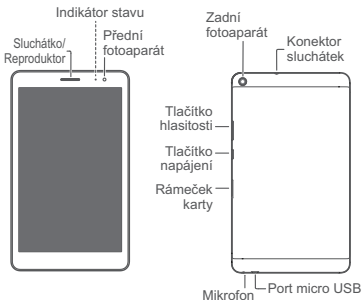 Indikátor stavu
Sluchátko/
Reproduktor
Přední
fotoaparát
Zadní
fotoaparát
Konektor
sluchátek
Tlačítko
hlasitosti
Tlačítko
napájení
Rámeček
karty
Mikrofon
Port micro USB